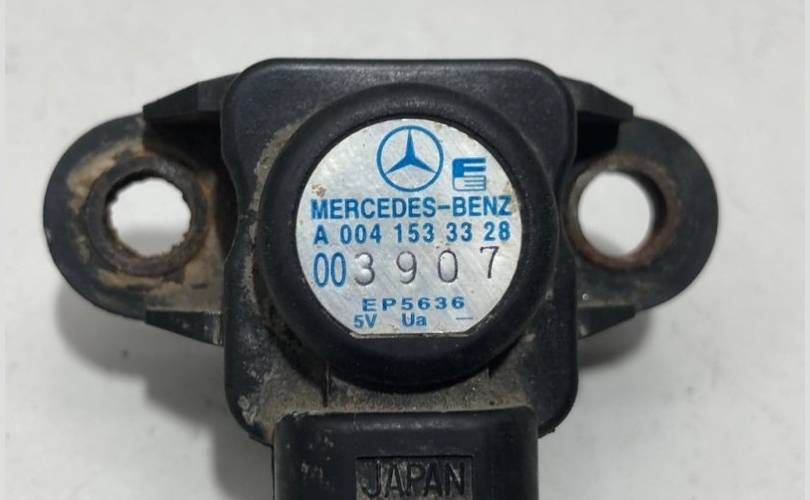 MERCEDES-BENZ
A 004 153 33 28
003907
EP5636
5V Ua –
JAPAN